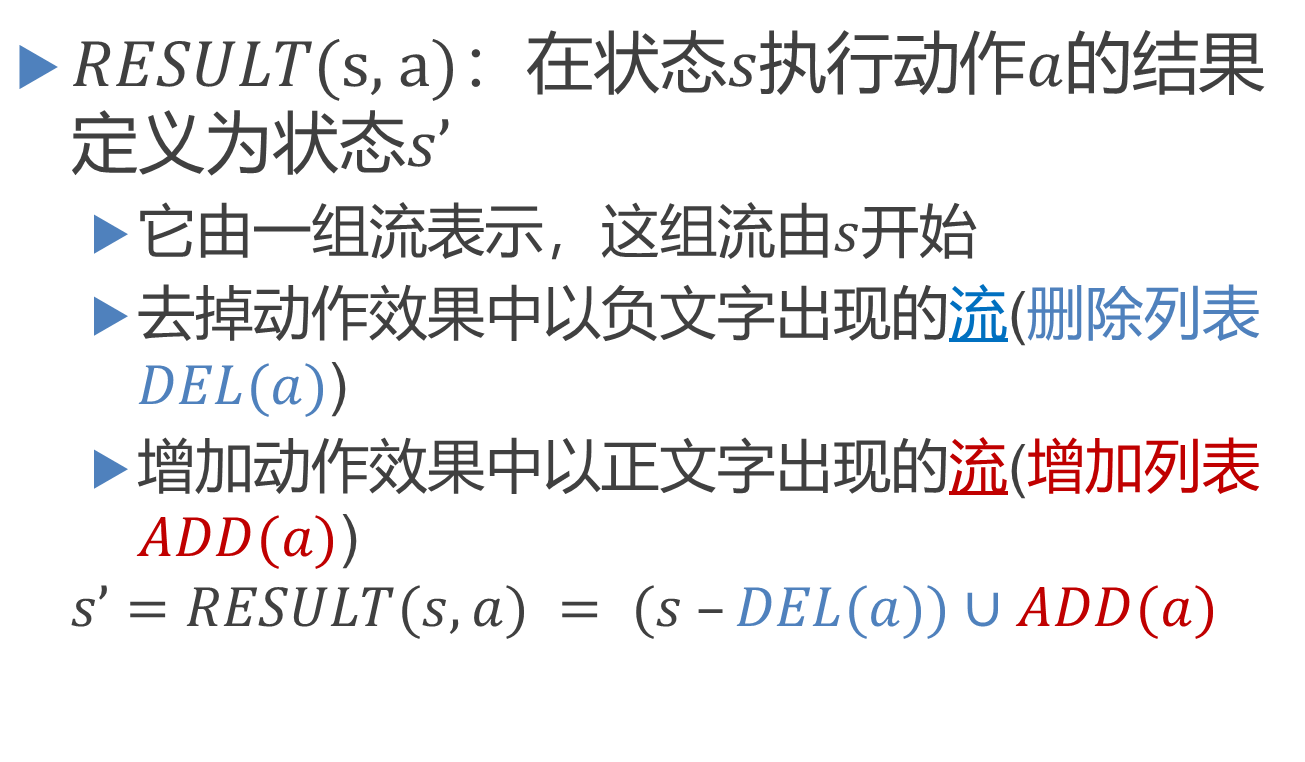 ▶RESULT(s,a)：在状态s执行动作a的结果
定义为状态s’
▶它由一组流表示，这组流由s开始
▶去掉动作效果中以负文字出现的流(删除列表
DEL(a))
▶增加动作效果中以正文字出现的流(增加列表
ADD(a))
s’ = RESULT(s,a) = (s – DEL(a)) ∪ ADD(a)